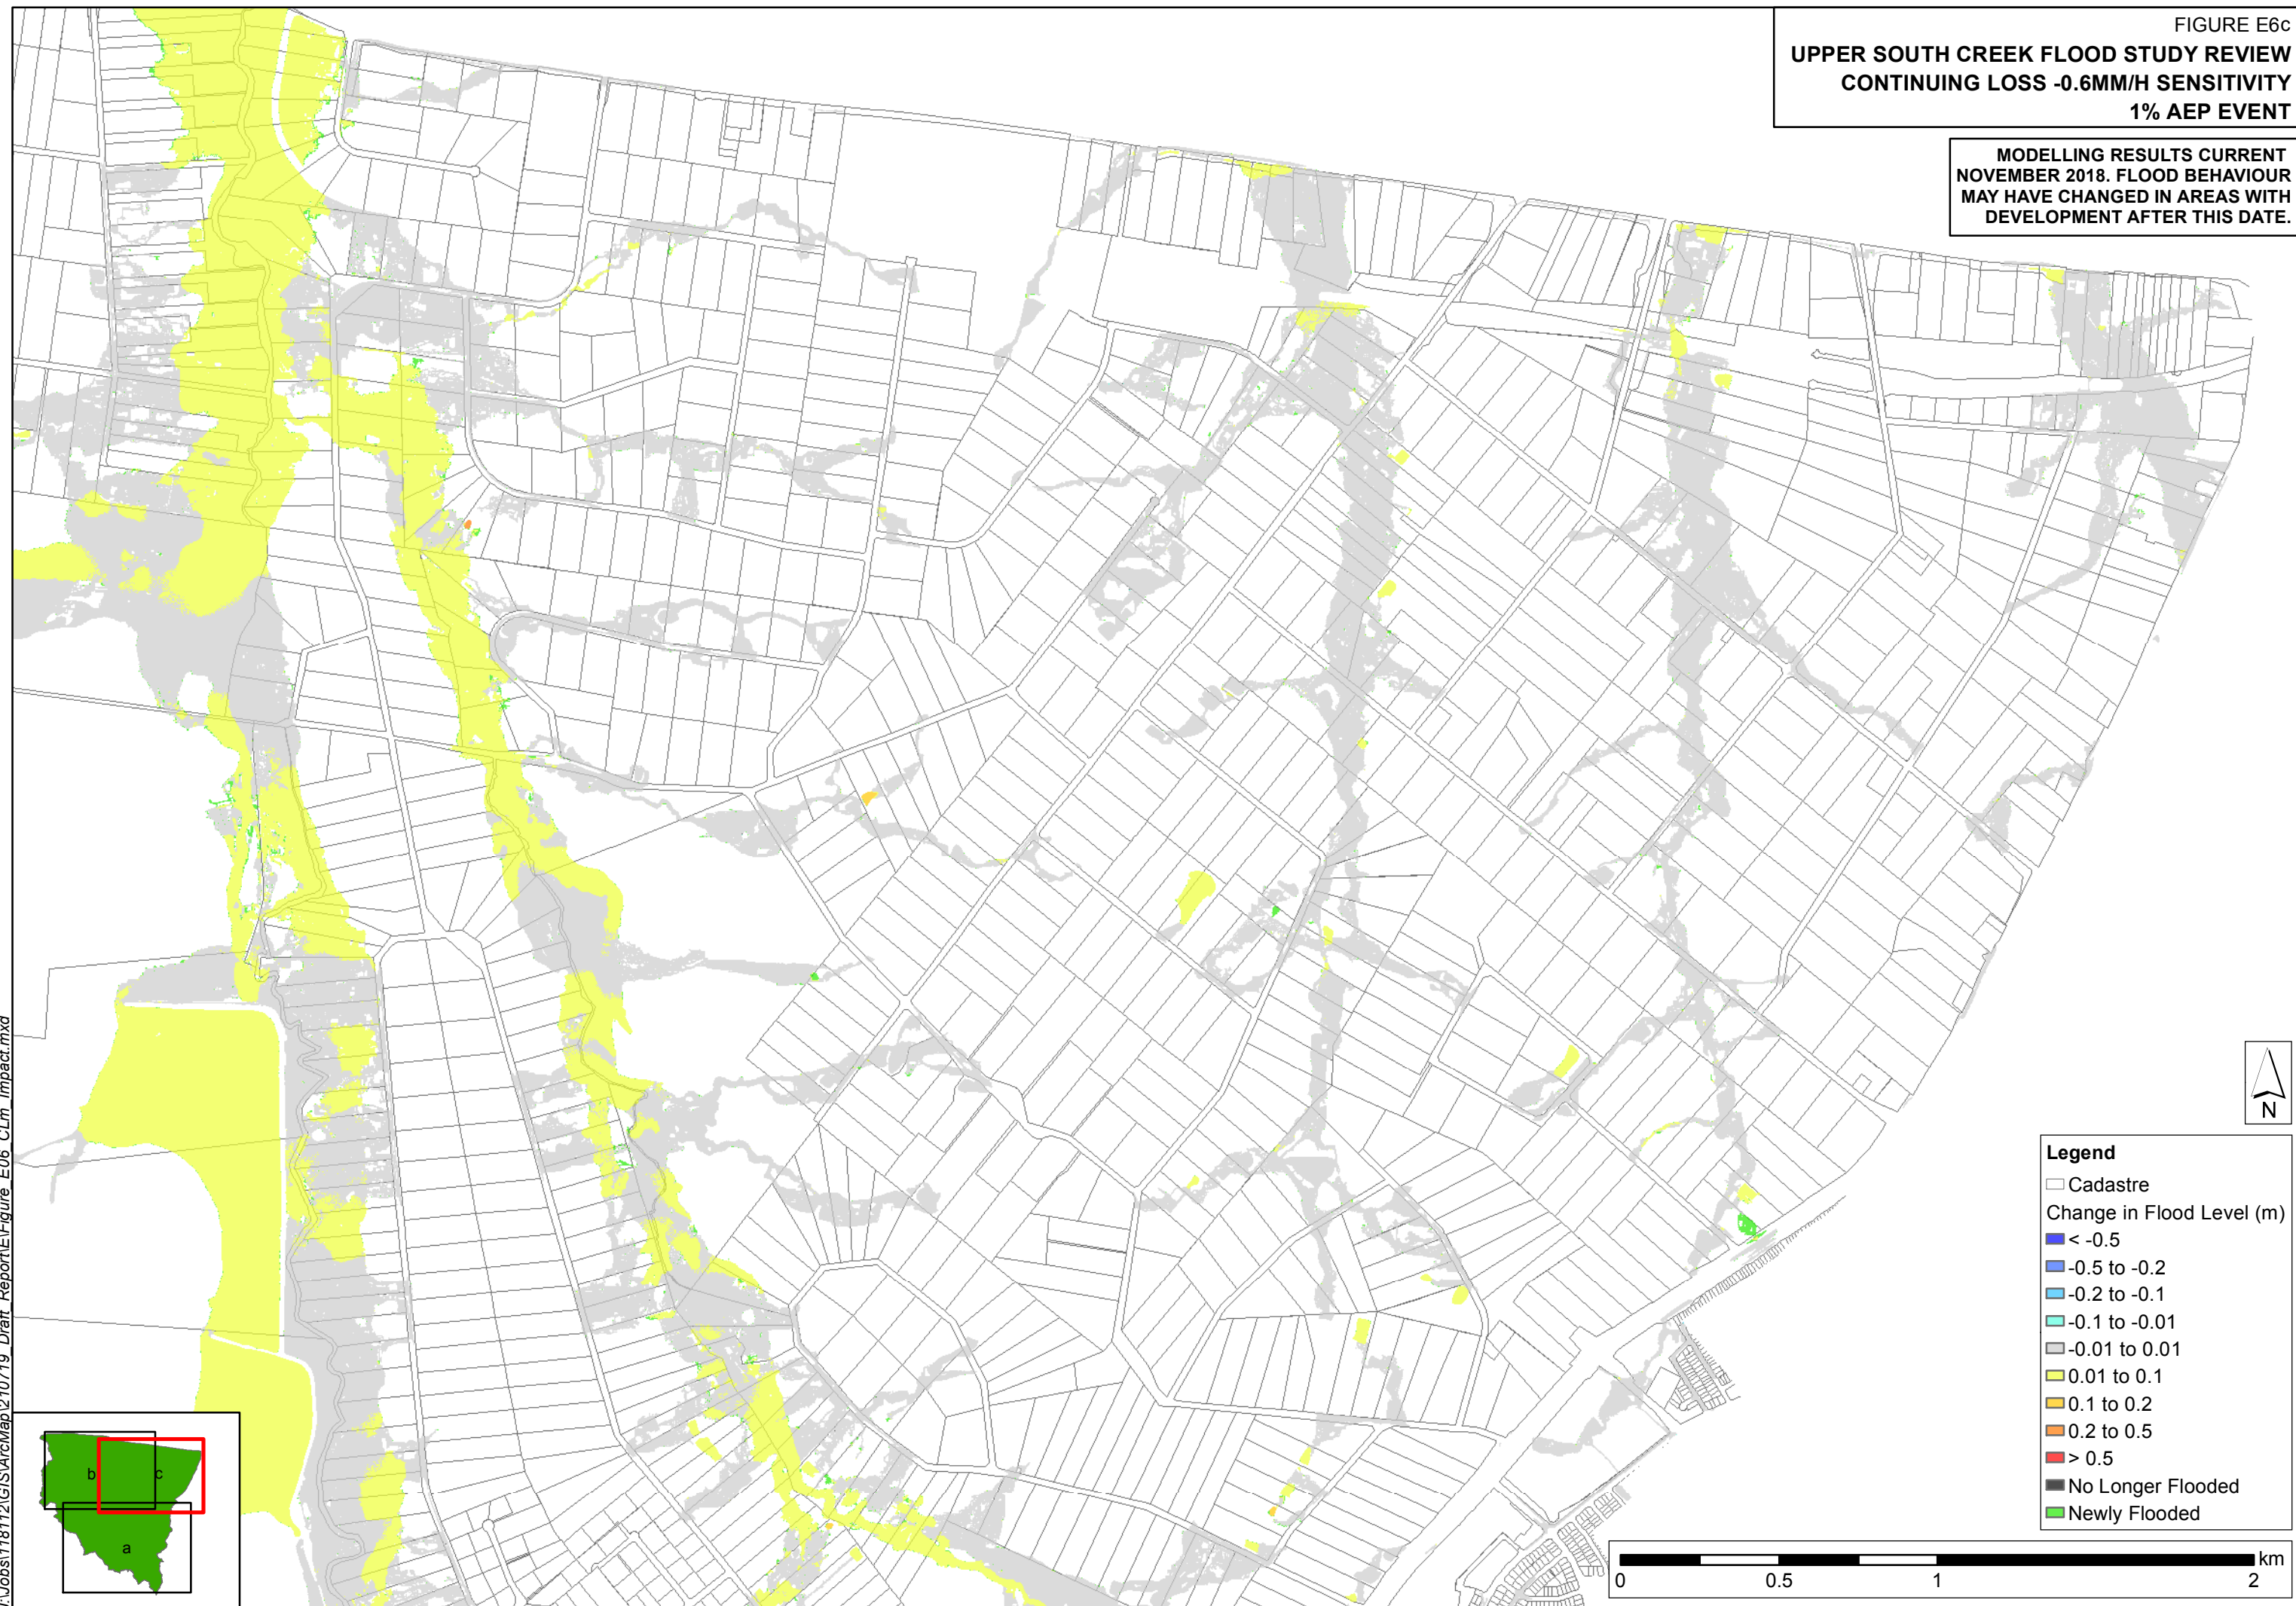 FIGURE E6c
UPPER SOUTH CREEK FLOOD STUDY REVIEW
CONTINUING LOSS -0.6MM/H SENSITIVITY
1% AEP EVENT
MODELLING RESULTS CURRENT
NOVEMBER 2018. FLOOD BEHAVIOUR
MAY HAVE CHANGED IN AREAS WITH
DEVELOPMENT AFTER THIS DATE.
N
Legend
Cadastre
Change in Flood Level (m)
< -0.5
-0.5 to -0.2
-0.2 to -0.1
-0.1 to -0.01
-0.01 to 0.01
0.01 to 0.1
0.1 to 0.2
0.2 to 0.5
> 0.5
No Longer Flooded
Newly Flooded
km
0 0.5 1 2
b c
a